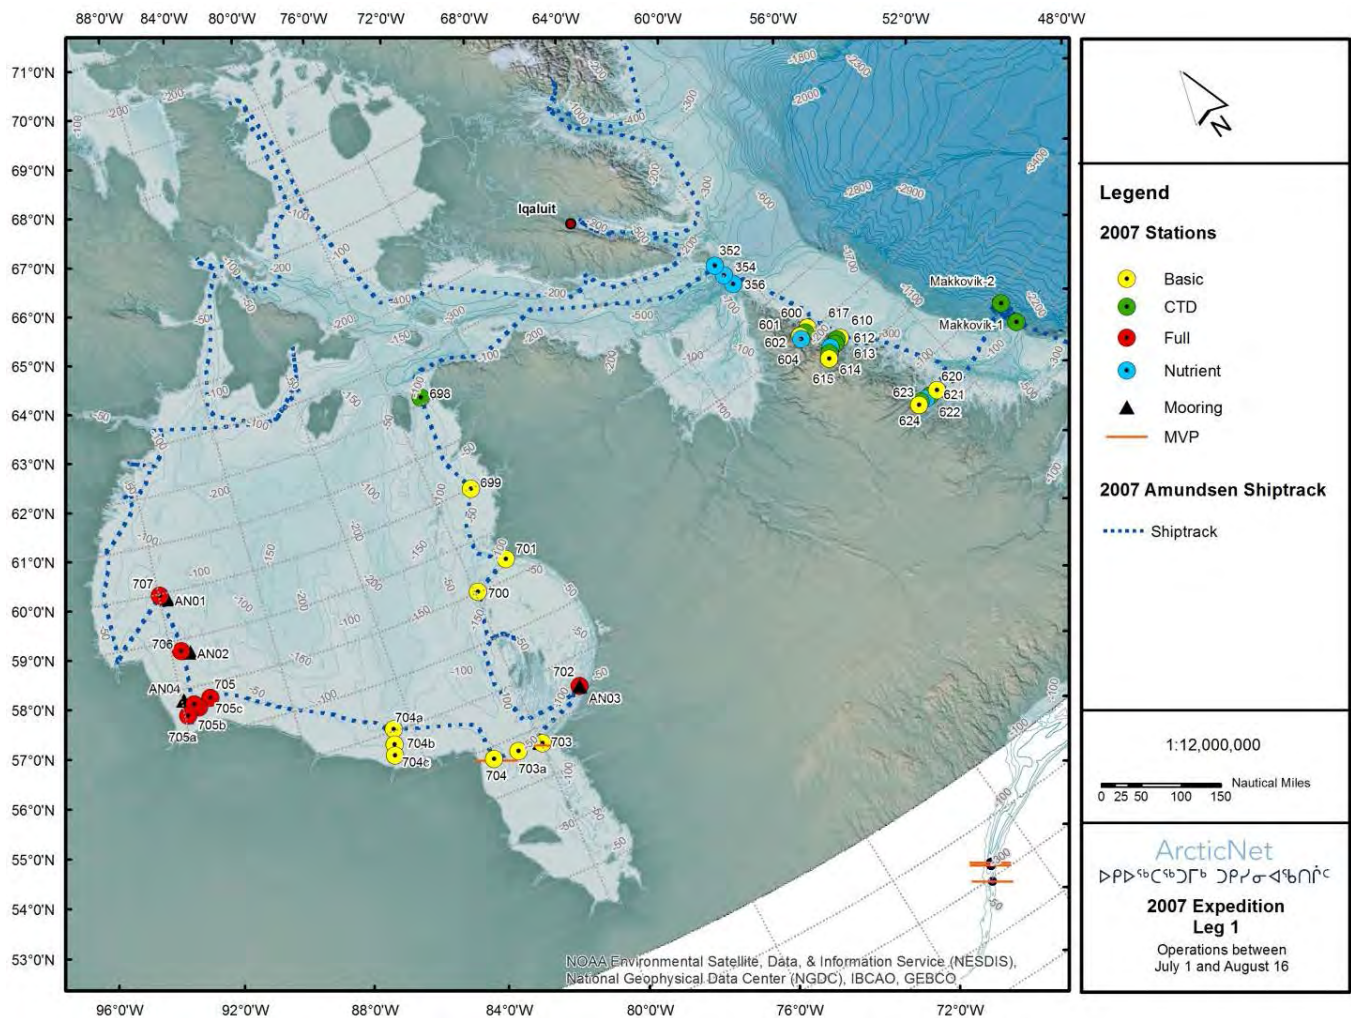 88°0'W 84°0'W 80°0'W 76°0'W 72°0'W 68°0'W 64°0'W 60°0'W 56°0'W 52°0'W 48°0'W
71°0'N
70°0'N
69°0'N
68°0'N
67°0'N
66°0'N
65°0'N
64°0'N
63°0'N
62°0'N
61°0'N
60°0'N
59°0'N
58°0'N
57°0'N
56°0'N
55°0'N
54°0'N
53°0'N
Iqaluit
352
354
356
Makkovik-2
Makkovik-1
600
617
610
601
612
602
613
604
614
615
620
623
621
622
624
698
699
701
700
707
AN01
706
AN02
702
AN03
AN04
705
705c
705b
705a
704a
704b
704c
704
703a
703
NOAA Environmental Satellite, Data, & Information Service (NESDIS),
National Geophysical Data Center (NGDC), IBCAO, GEBCO
96°0'W 92°0'W 88°0'W 84°0'W 80°0'W 76°0'W 72°0'W
N
Legend
2007 Stations
Basic
CTD
Full
Nutrient
Mooring
MVP
2007 Amundsen Shiptrack
Shiptrack
1:12,000,000
Nautical Miles
0 25 50 100 150
ArcticNet
ᐅᑭᐅᖅᑕᖅᑐᒥᒃ ᑐᑭᓯᓂᐊᖃᑎᒌᑦ
2007 Expedition
Leg 1
Operations between
July 1 and August 16